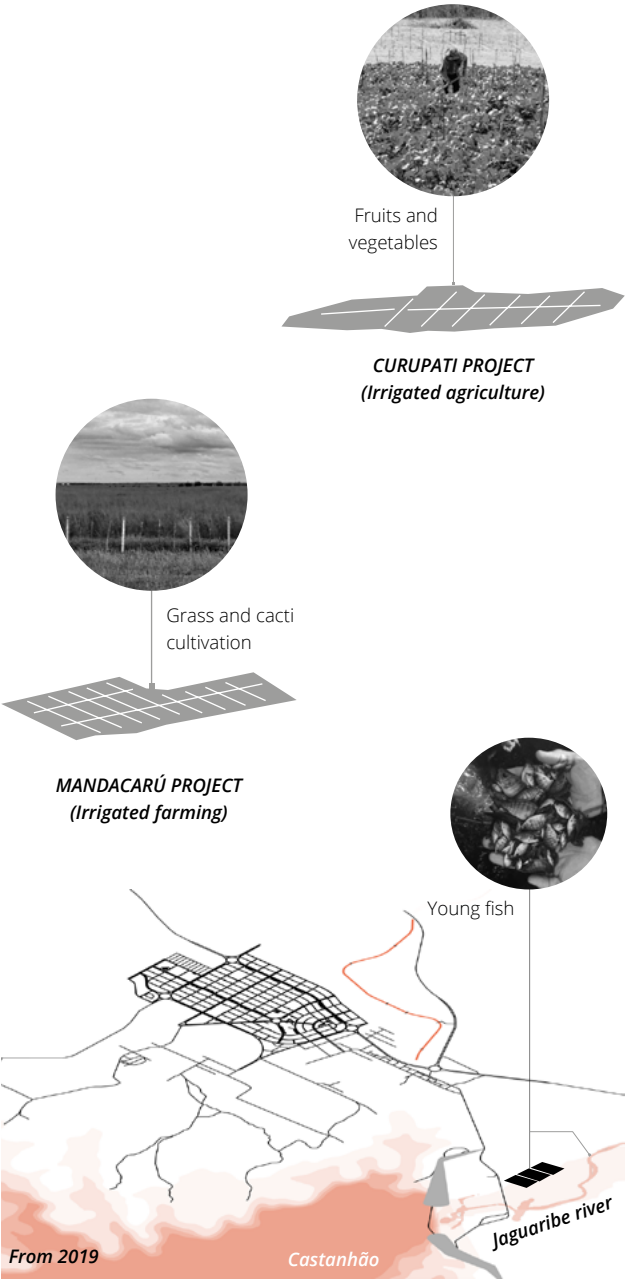 Fruits and
vegetables
CURUPATI PROJECT
(Irrigated agriculture)
Grass and cacti
cultivation
MANDACARÚ PROJECT
(Irrigated farming)
Young fish
Jaguaribe river
From 2019
Castanhão